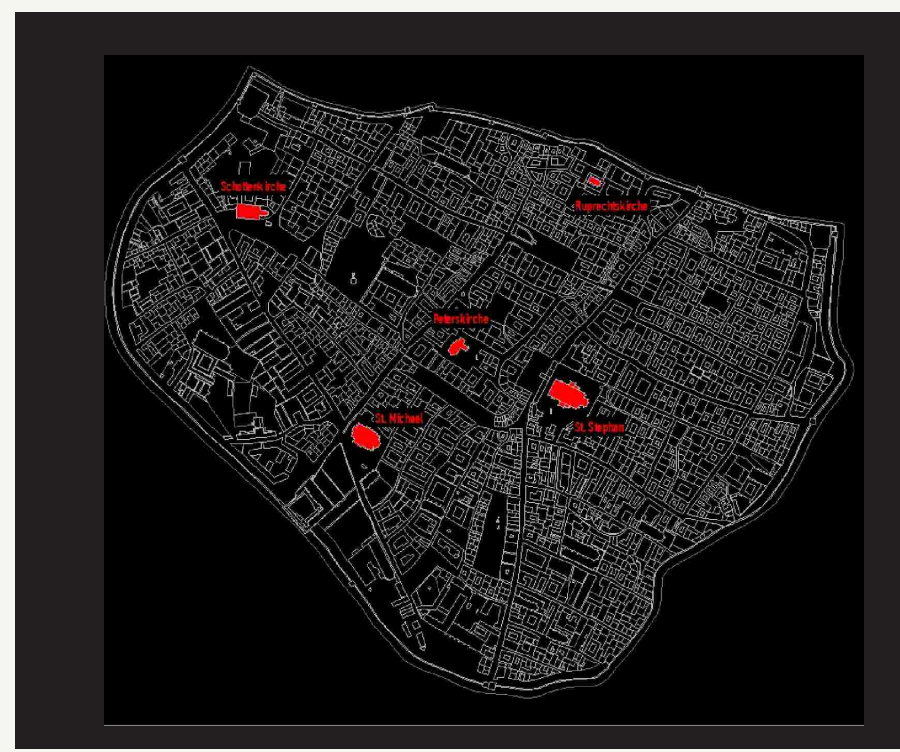 Schottenkirche
Ruprechtskirche
Peterskirche
St. Michael
St. Stephan